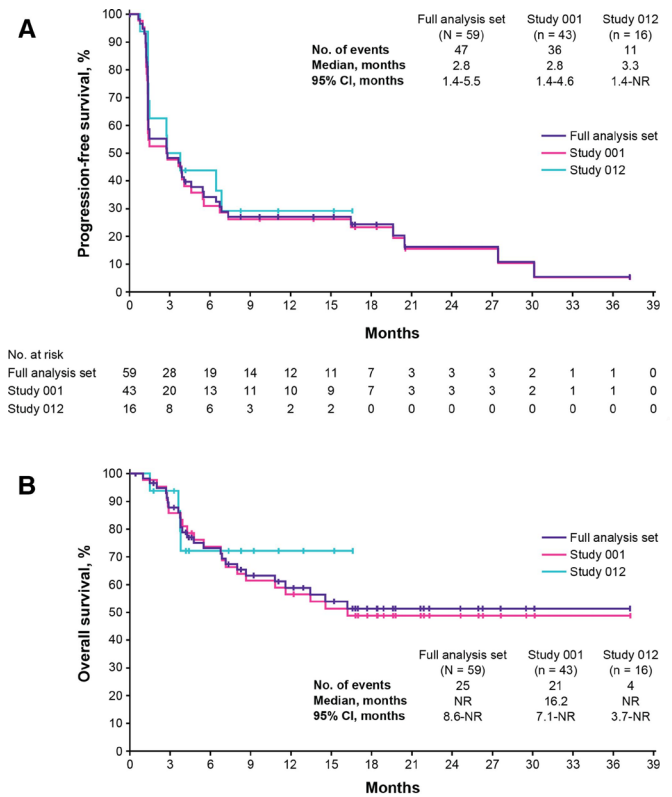 A
Full analysis set Study 001 Study 012
(N = 59) (n = 43) (n = 16)
No. of events 47 36 11
Median, months 2.8 2.8 3.3
95% CI, months 1.4-5.5 1.4-4.6 1.4-NR
Full analysis set
Study 001
Study 012
Progression-free survival, %
100
90
80
70
60
50
40
30
20
10
0
0 3 6 9 12 15 18 21 24 27 30 33 36 39
Months
No. at risk
Full analysis set 59 28 19 14 12 11 7 3 3 3 2 1 1 0
Study 001 43 20 13 11 10 9 7 3 3 3 2 1 1 0
Study 012 16 8 6 3 2 2 0 0 0 0 0 0 0 0
B
Full analysis set
Study 001
Study 012
Overall survival, %
100
90
80
70
60
50
40
30
20
10
0
Full analysis set Study 001 Study 012
(N = 59) (n = 43) (n = 16)
No. of events 25 21 4
Median, months NR 16.2 NR
95% CI, months 8.6-NR 7.1-NR 3.7-NR
0 3 6 9 12 15 18 21 24 27 30 33 36 39
Months